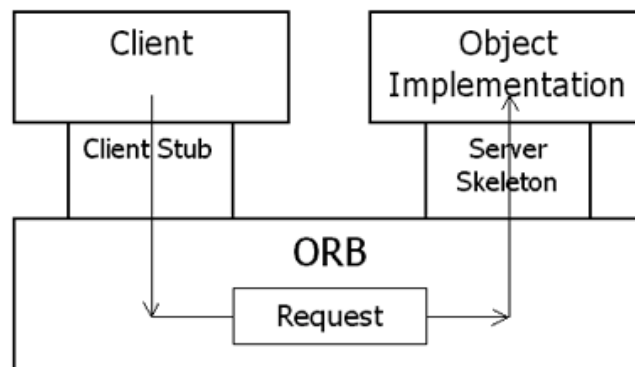 Client
Object
Implementation
Client Stub
Server
Skeleton
ORB
Request